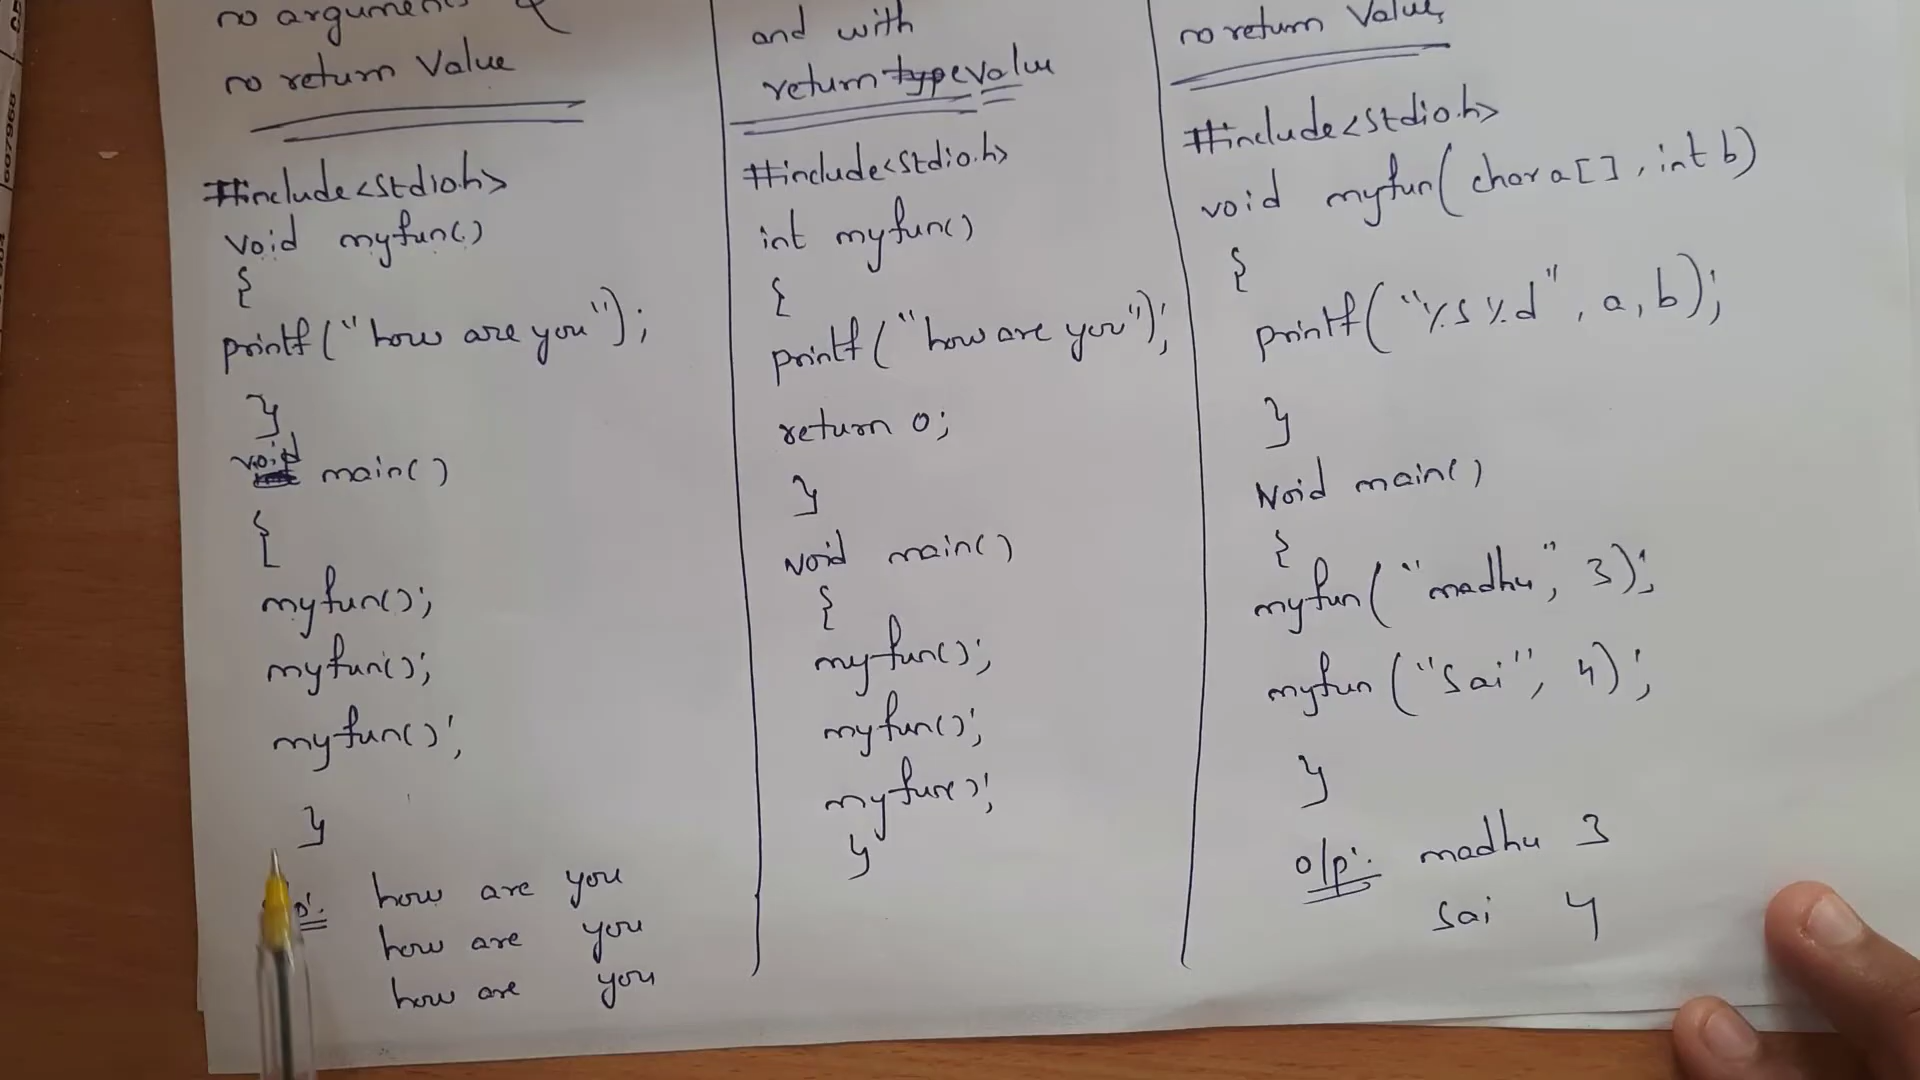 no arguments &
no return Value
#include<stdio.h>
void myfun()
{
printf("how are you");
}
void main()
{
myfun();
myfun();
myfun();
}
how are you
how are you
how are you
and with
return type value
#include<stdio.h>
int myfun()
{
printf("how are you");
return 0;
}
void main()
{
myfun();
myfun();
myfun();
}
no return Value
#include<stdio.h>
void myfun(char a[], int b)
{
printf("%s %d", a, b);
}
void main()
{
myfun("madhu", 3);
myfun("Sai", 4);
}
o/p:. madhu 3
Sai 4
607968